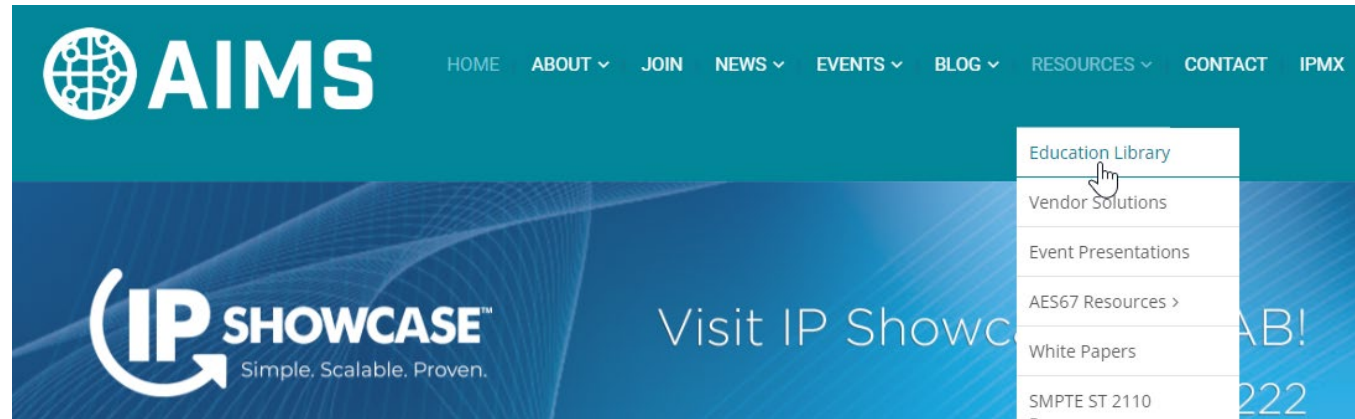 AIMS
HOME ABOUT JOIN NEWS EVENTS BLOG RESOURCES CONTACT IPMX
Education Library
Vendor Solutions
Event Presentations
AES67 Resources >
White Papers
SMPTE ST 2110
IP SHOWCASE™
Simple. Scalable. Proven.
Visit IP Showc AB!
222